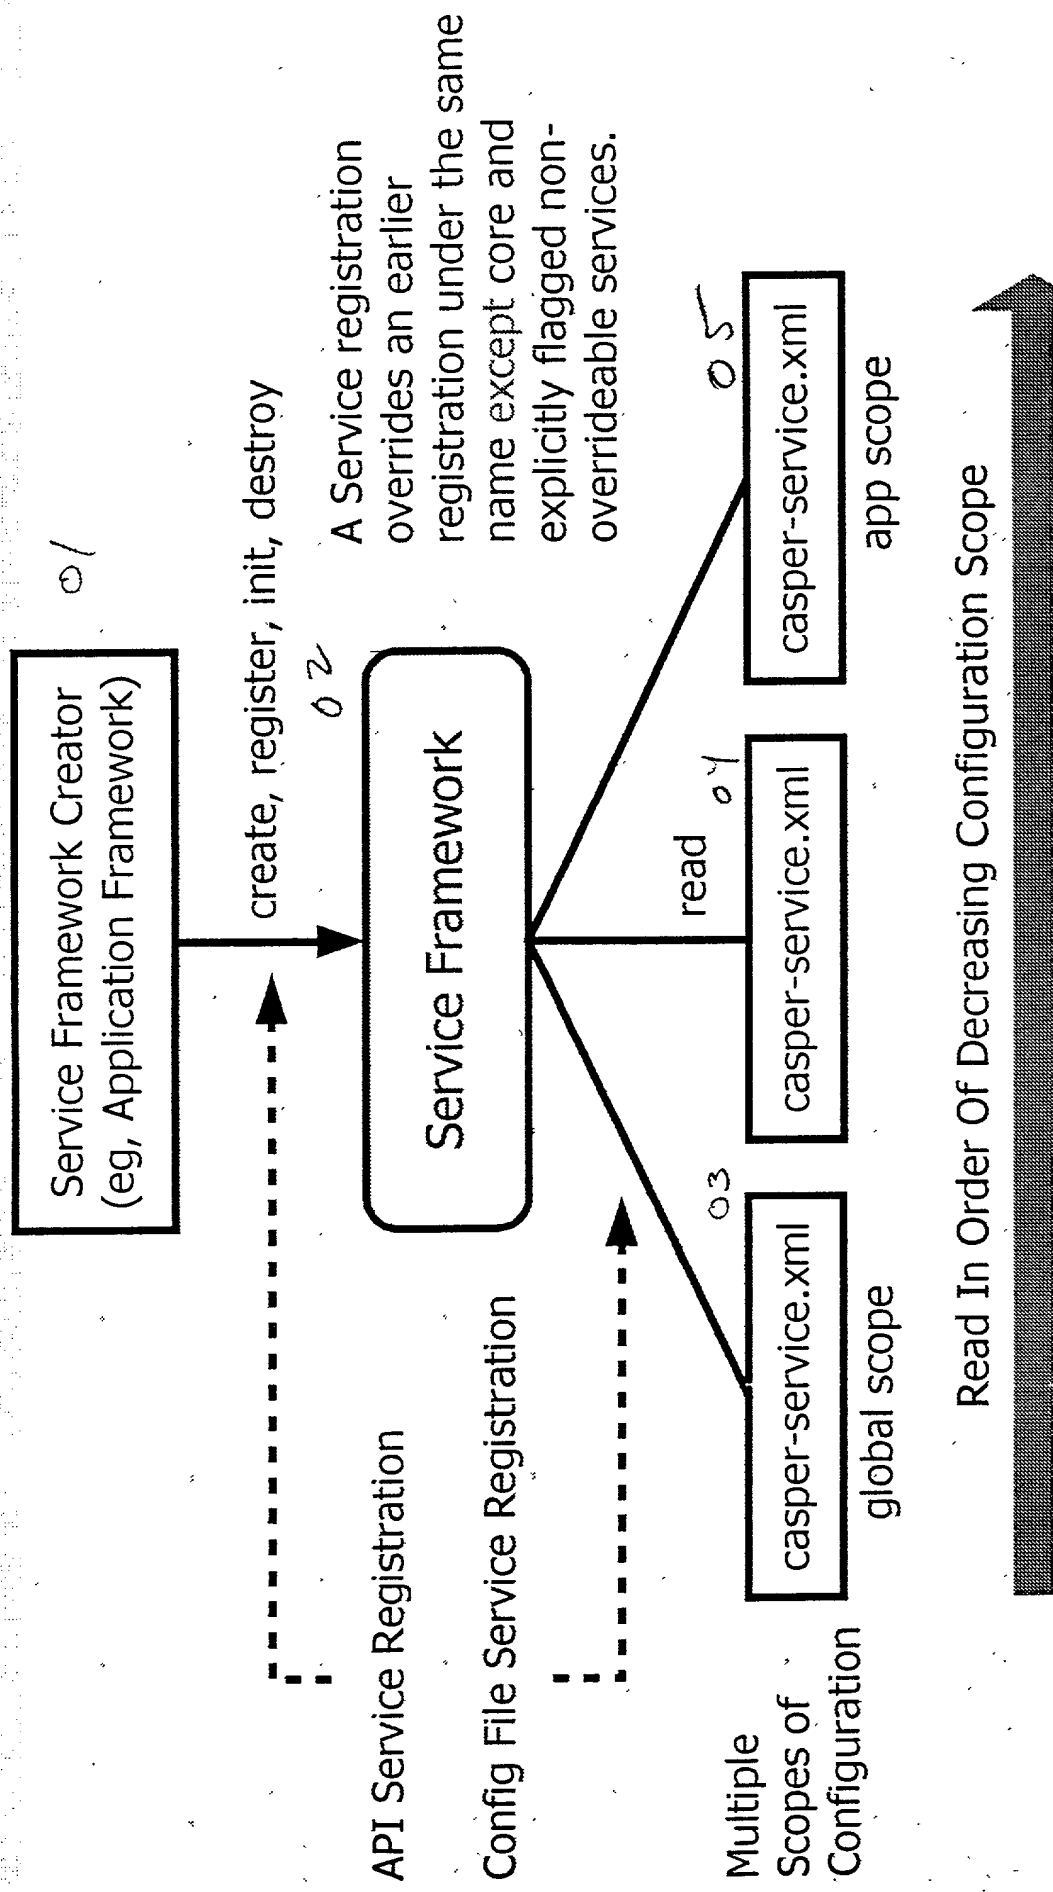 Service Framework Creator
(eg, Application Framework)
01
create, register, init, destroy
02
API Service Registration
Service Framework
A Service registration
overrides an earlier
registration under the same
name except core and
explicitly flagged non-
overrideable services.
Config File Service Registration
read
03
04
05
Multiple
Scopes of
Configuration
casper-service.xml
casper-service.xml
casper-service.xml
global scope
app scope
Read In Order Of Decreasing Configuration Scope